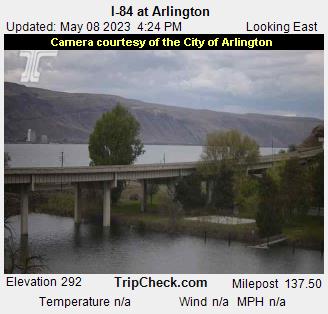 I-84 at Arlington
Updated: May 08 2023 4:24 PM Looking East
Camera courtesy of the City of Arlington
Elevation 292 TripCheck.com Milepost 137.50
Temperature n/a Wind n/a MPH n/a